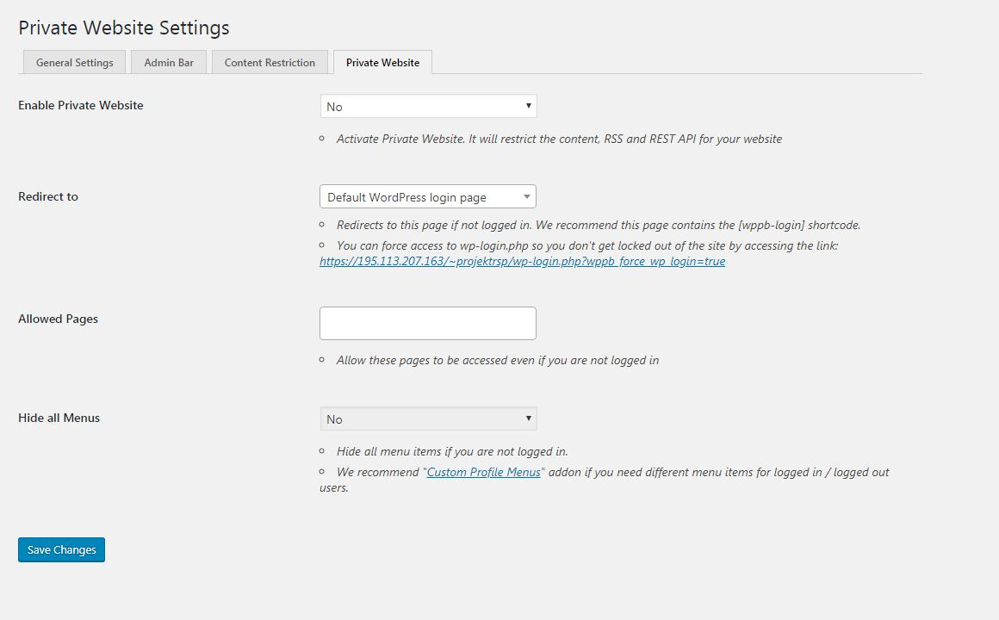 Private Website Settings
General Settings Admin Bar Content Restriction Private Website
Enable Private Website No
Activate Private Website. It will restrict the content, RSS and REST API for your website
Redirect to Default WordPress login page
Redirects to this page if not logged in. We recommend this page contains the [wppb-login] shortcode.
You can force access to wp-login.php so you don't get locked out of the site by accessing the link:
https://195.113.207.163/~projektrsp/wp-login.php?wppb_force_wp_login=true
Allowed Pages
Allow these pages to be accessed even if you are not logged in
Hide all Menus No
Hide all menu items if you are not logged in.
We recommend "Custom Profile Menus" addon if you need different menu items for logged in / logged out
users.
Save Changes